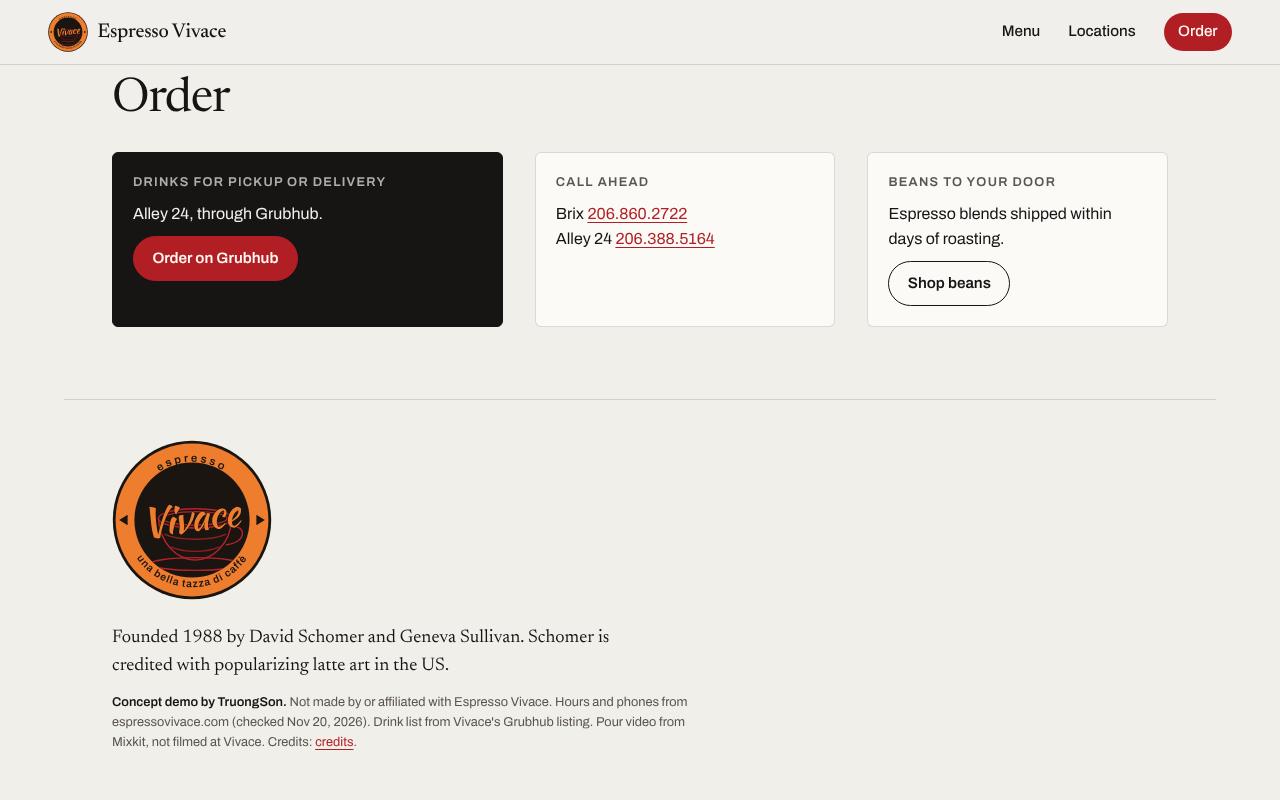 Vivace
Espresso Vivace
Menu
Locations
Order
Order
DRINKS FOR PICKUP OR DELIVERY
Alley 24, through Grubhub.
Order on Grubhub
CALL AHEAD
Brix 206.860.2722
Alley 24 206.388.5164
BEANS TO YOUR DOOR
Espresso blends shipped within
days of roasting.
Shop beans
espresso
Vivace
una bella tazza di caffè
Founded 1988 by David Schomer and Geneva Sullivan. Schomer is
credited with popularizing latte art in the US.
Concept demo by TruongSon. Not made by or affiliated with Espresso Vivace. Hours and phones from
espressovivace.com (checked Nov 20, 2026). Drink list from Vivace's Grubhub listing. Pour video from
Mixkit, not filmed at Vivace. Credits: credits.